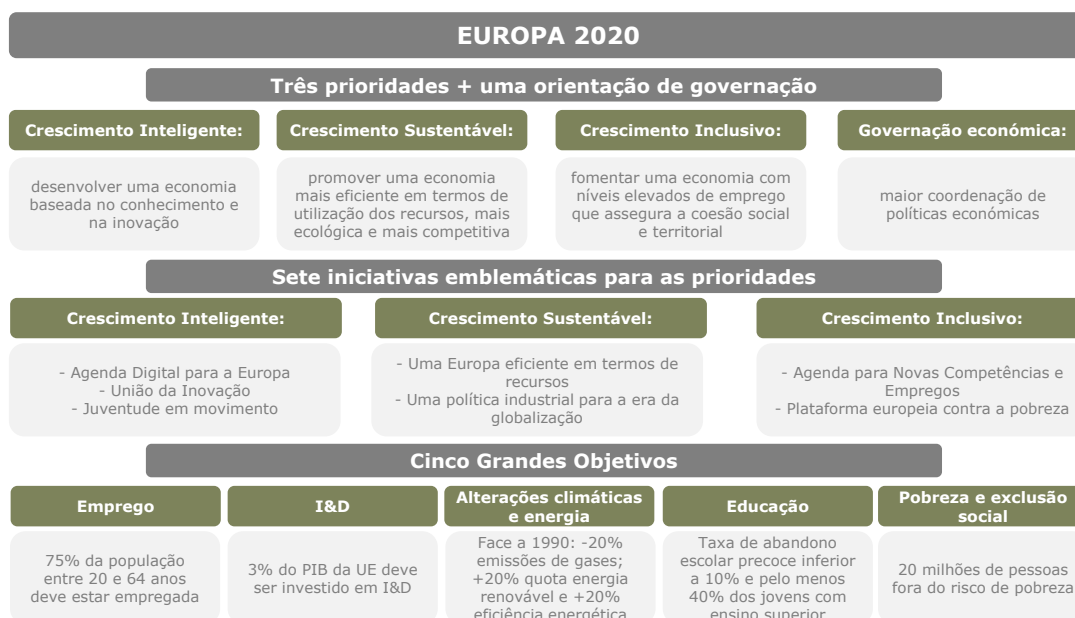 EUROPA 2020
Três prioridades + uma orientação de governação
Crescimento Inteligente:
desenvolver uma economia
baseada no conhecimento e
na inovação
Crescimento Sustentável:
promover uma economia
mais eficiente em termos de
utilização dos recursos, mais
ecológica e mais competitiva
Crescimento Inclusivo:
fomentar uma economia com
níveis elevados de emprego
que assegura a coesão social
e territorial
Governação económica:
maior coordenação de
políticas económicas
Sete iniciativas emblemáticas para as prioridades
Crescimento Inteligente:
- Agenda Digital para a Europa
- União da Inovação
- Juventude em movimento
Crescimento Sustentável:
- Uma Europa eficiente em termos de
recursos
- Uma política industrial para a era da
globalização
Crescimento Inclusivo:
- Agenda para Novas Competências e
Empregos
- Plataforma europeia contra a pobreza
Cinco Grandes Objetivos
Emprego
75% da população
entre 20 e 64 anos
deve estar empregada
I&D
3% do PIB da UE deve
ser investido em I&D
Alterações climáticas
e energia
Face a 1990: -20%
emissões de gases;
+20% quota energia
renovável e +20%
eficiência energética
Educação
Taxa de abandono
escolar precoce inferior
a 10% e pelo menos
40% dos jovens com
ensino superior
Pobreza e exclusão
social
20 milhões de pessoas
fora do risco de pobreza